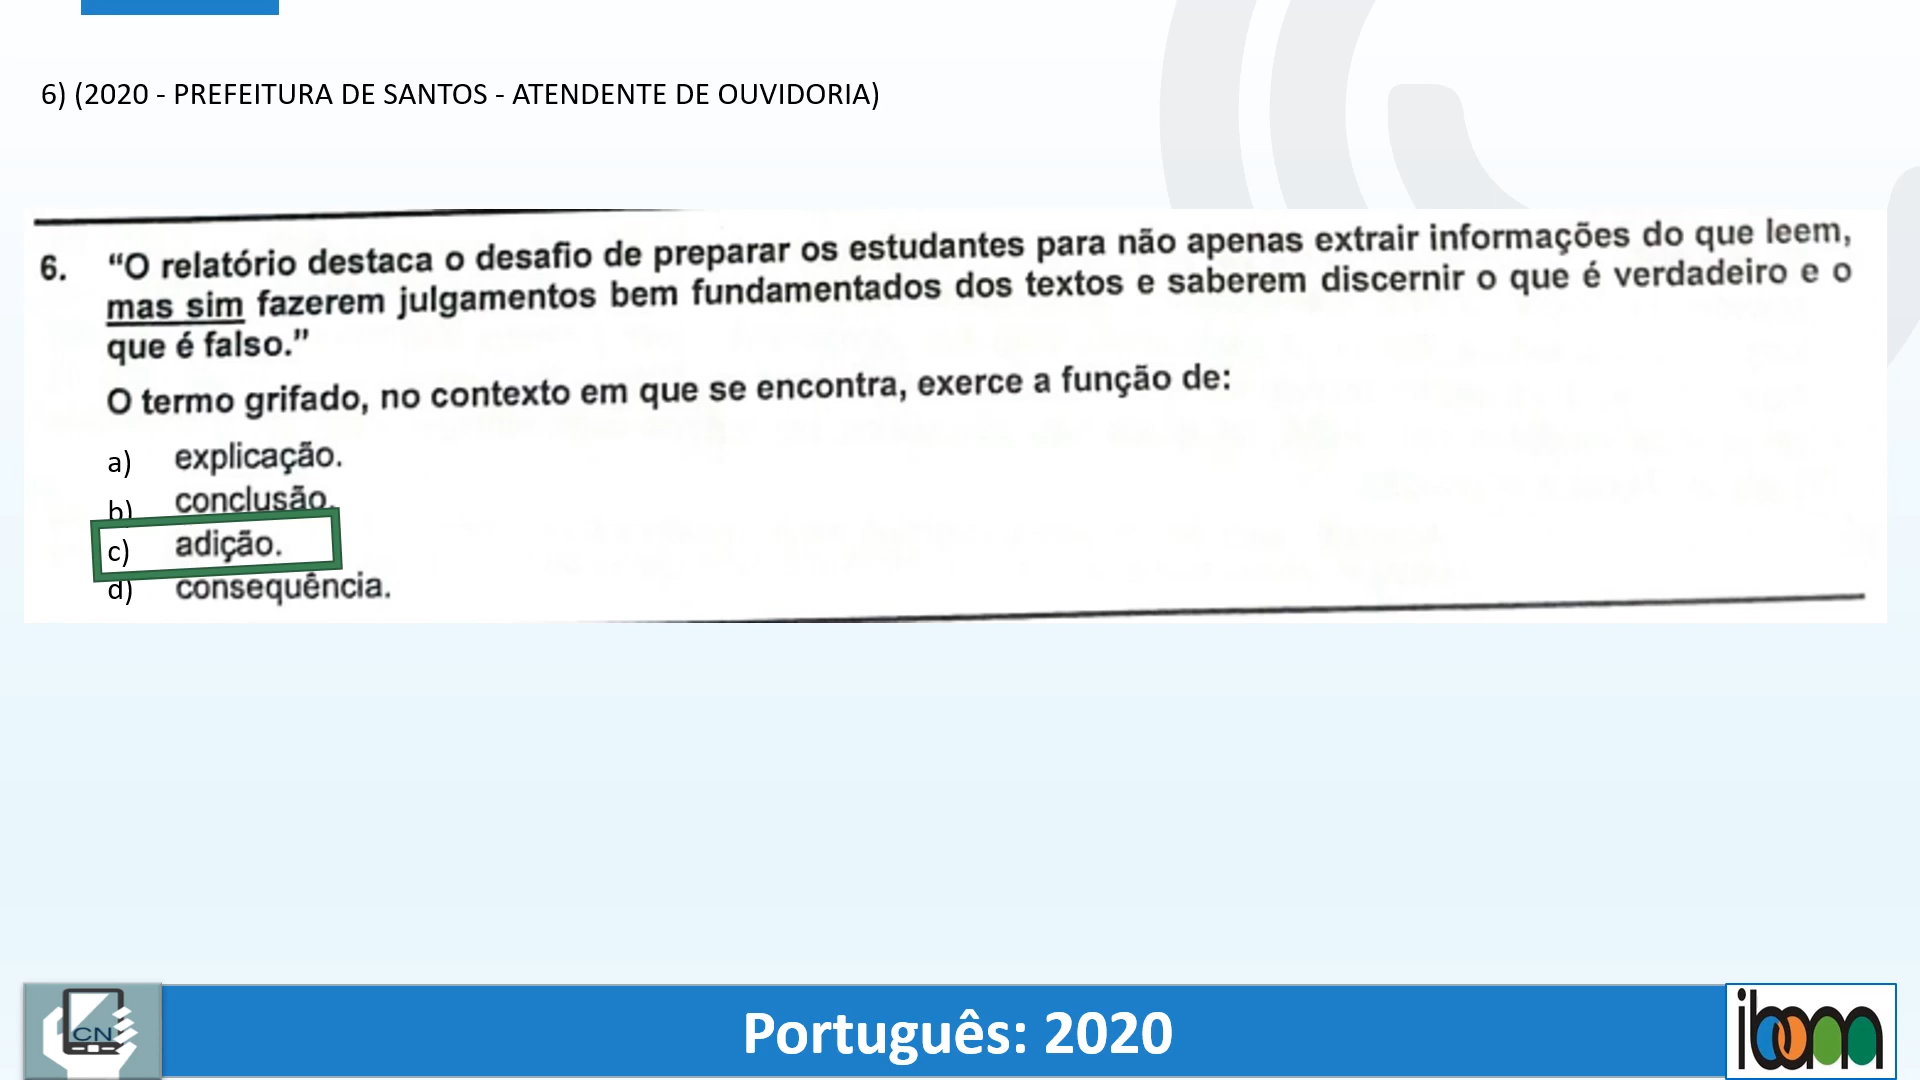 6) (2020 - PREFEITURA DE SANTOS - ATENDENTE DE OUVIDORIA)
6. “O relatório destaca o desafio de preparar os estudantes para não apenas extrair informações do que leem,
mas sim fazerem julgamentos bem fundamentados dos textos e saberem discernir o que é verdadeiro e o
que é falso.”
O termo grifado, no contexto em que se encontra, exerce a função de:
a) explicação.
b) conclusão.
c) adição.
d) consequência.
CN
Português: 2020
ibam